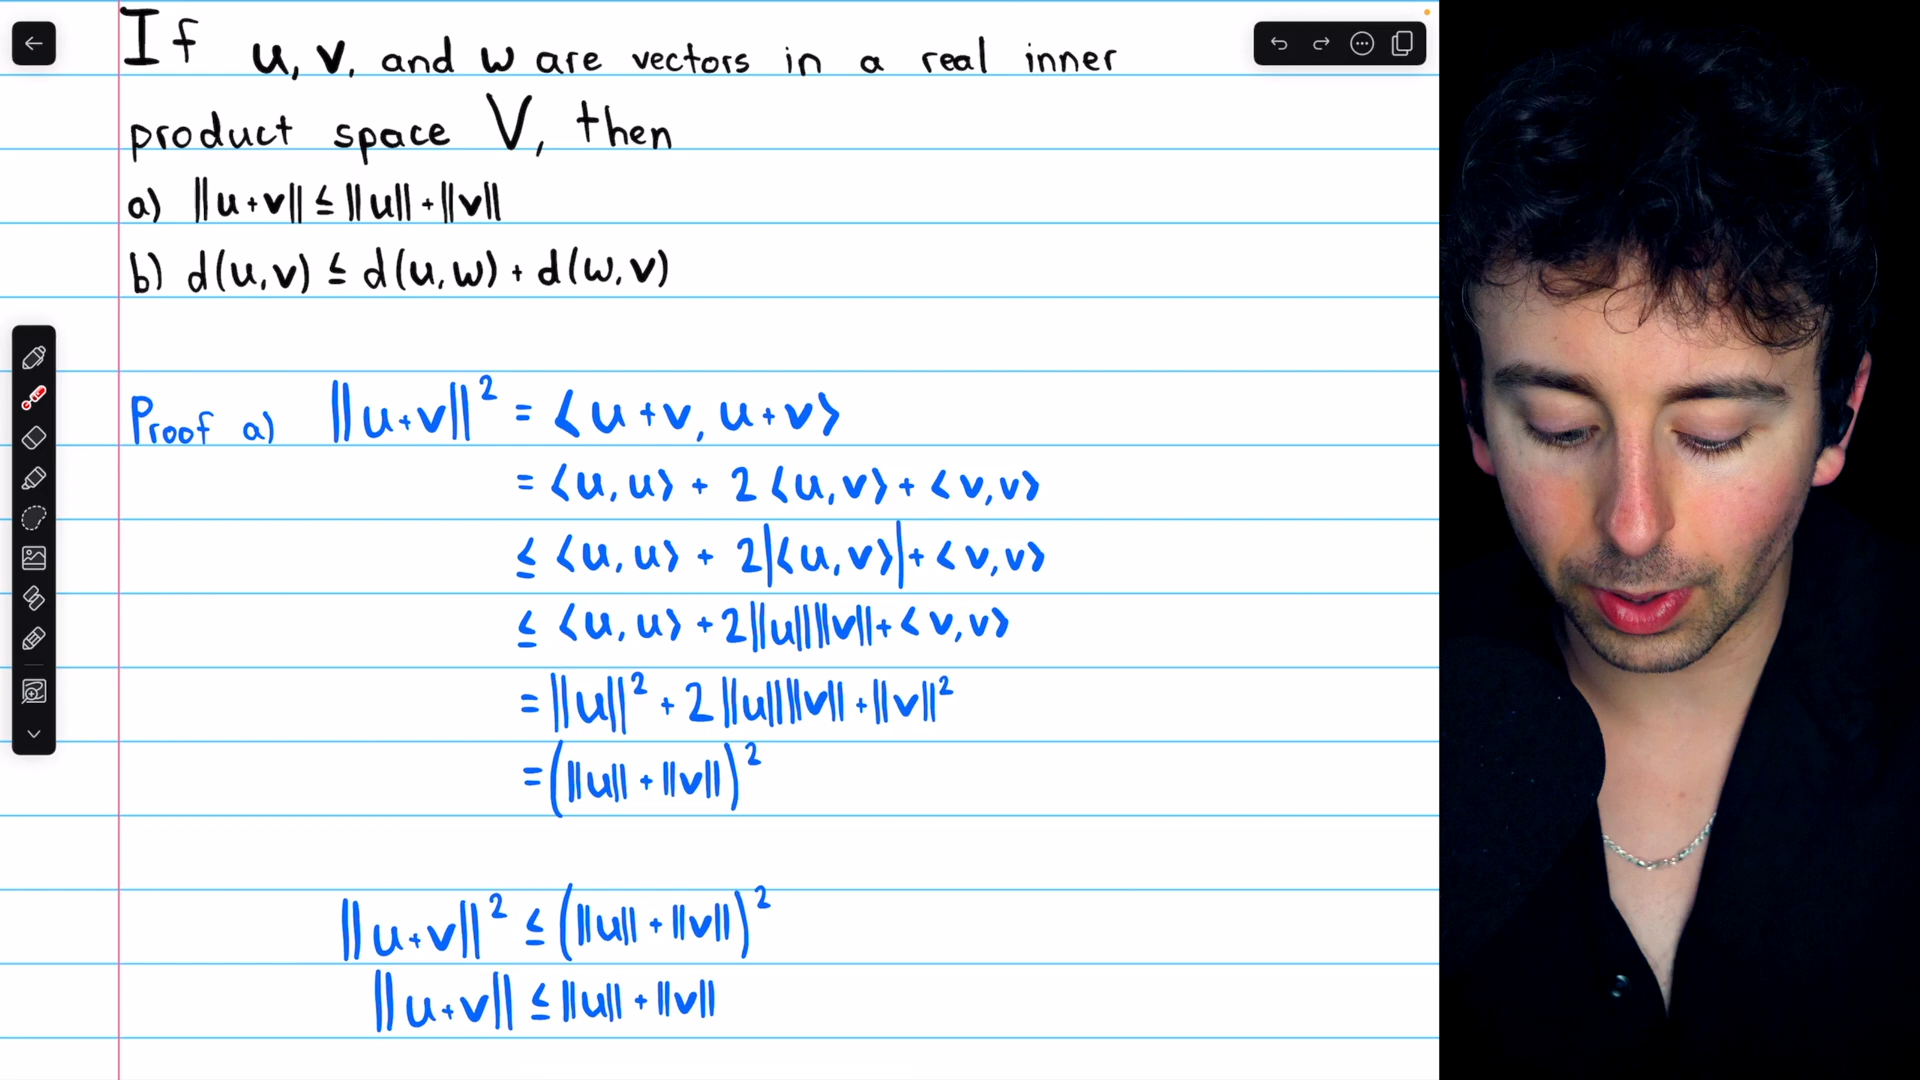 If u, v, and w are vectors in a real inner
product space V, then
a) ||u+v|| ≤ ||u|| + ||v||
b) d(u,v) ≤ d(u,w) + d(w,v)
Proof a) ||u+v||² = ⟨u+v, u+v⟩
= ⟨u,u⟩ + 2⟨u,v⟩ + ⟨v,v⟩
≤ ⟨u,u⟩ + 2|⟨u,v⟩| + ⟨v,v⟩
≤ ⟨u,u⟩ + 2||u||||v|| + ⟨v,v⟩
= ||u||² + 2||u||||v|| + ||v||²
= (||u|| + ||v||)²
||u+v||² ≤ (||u|| + ||v||)²
||u+v|| ≤ ||u|| + ||v||